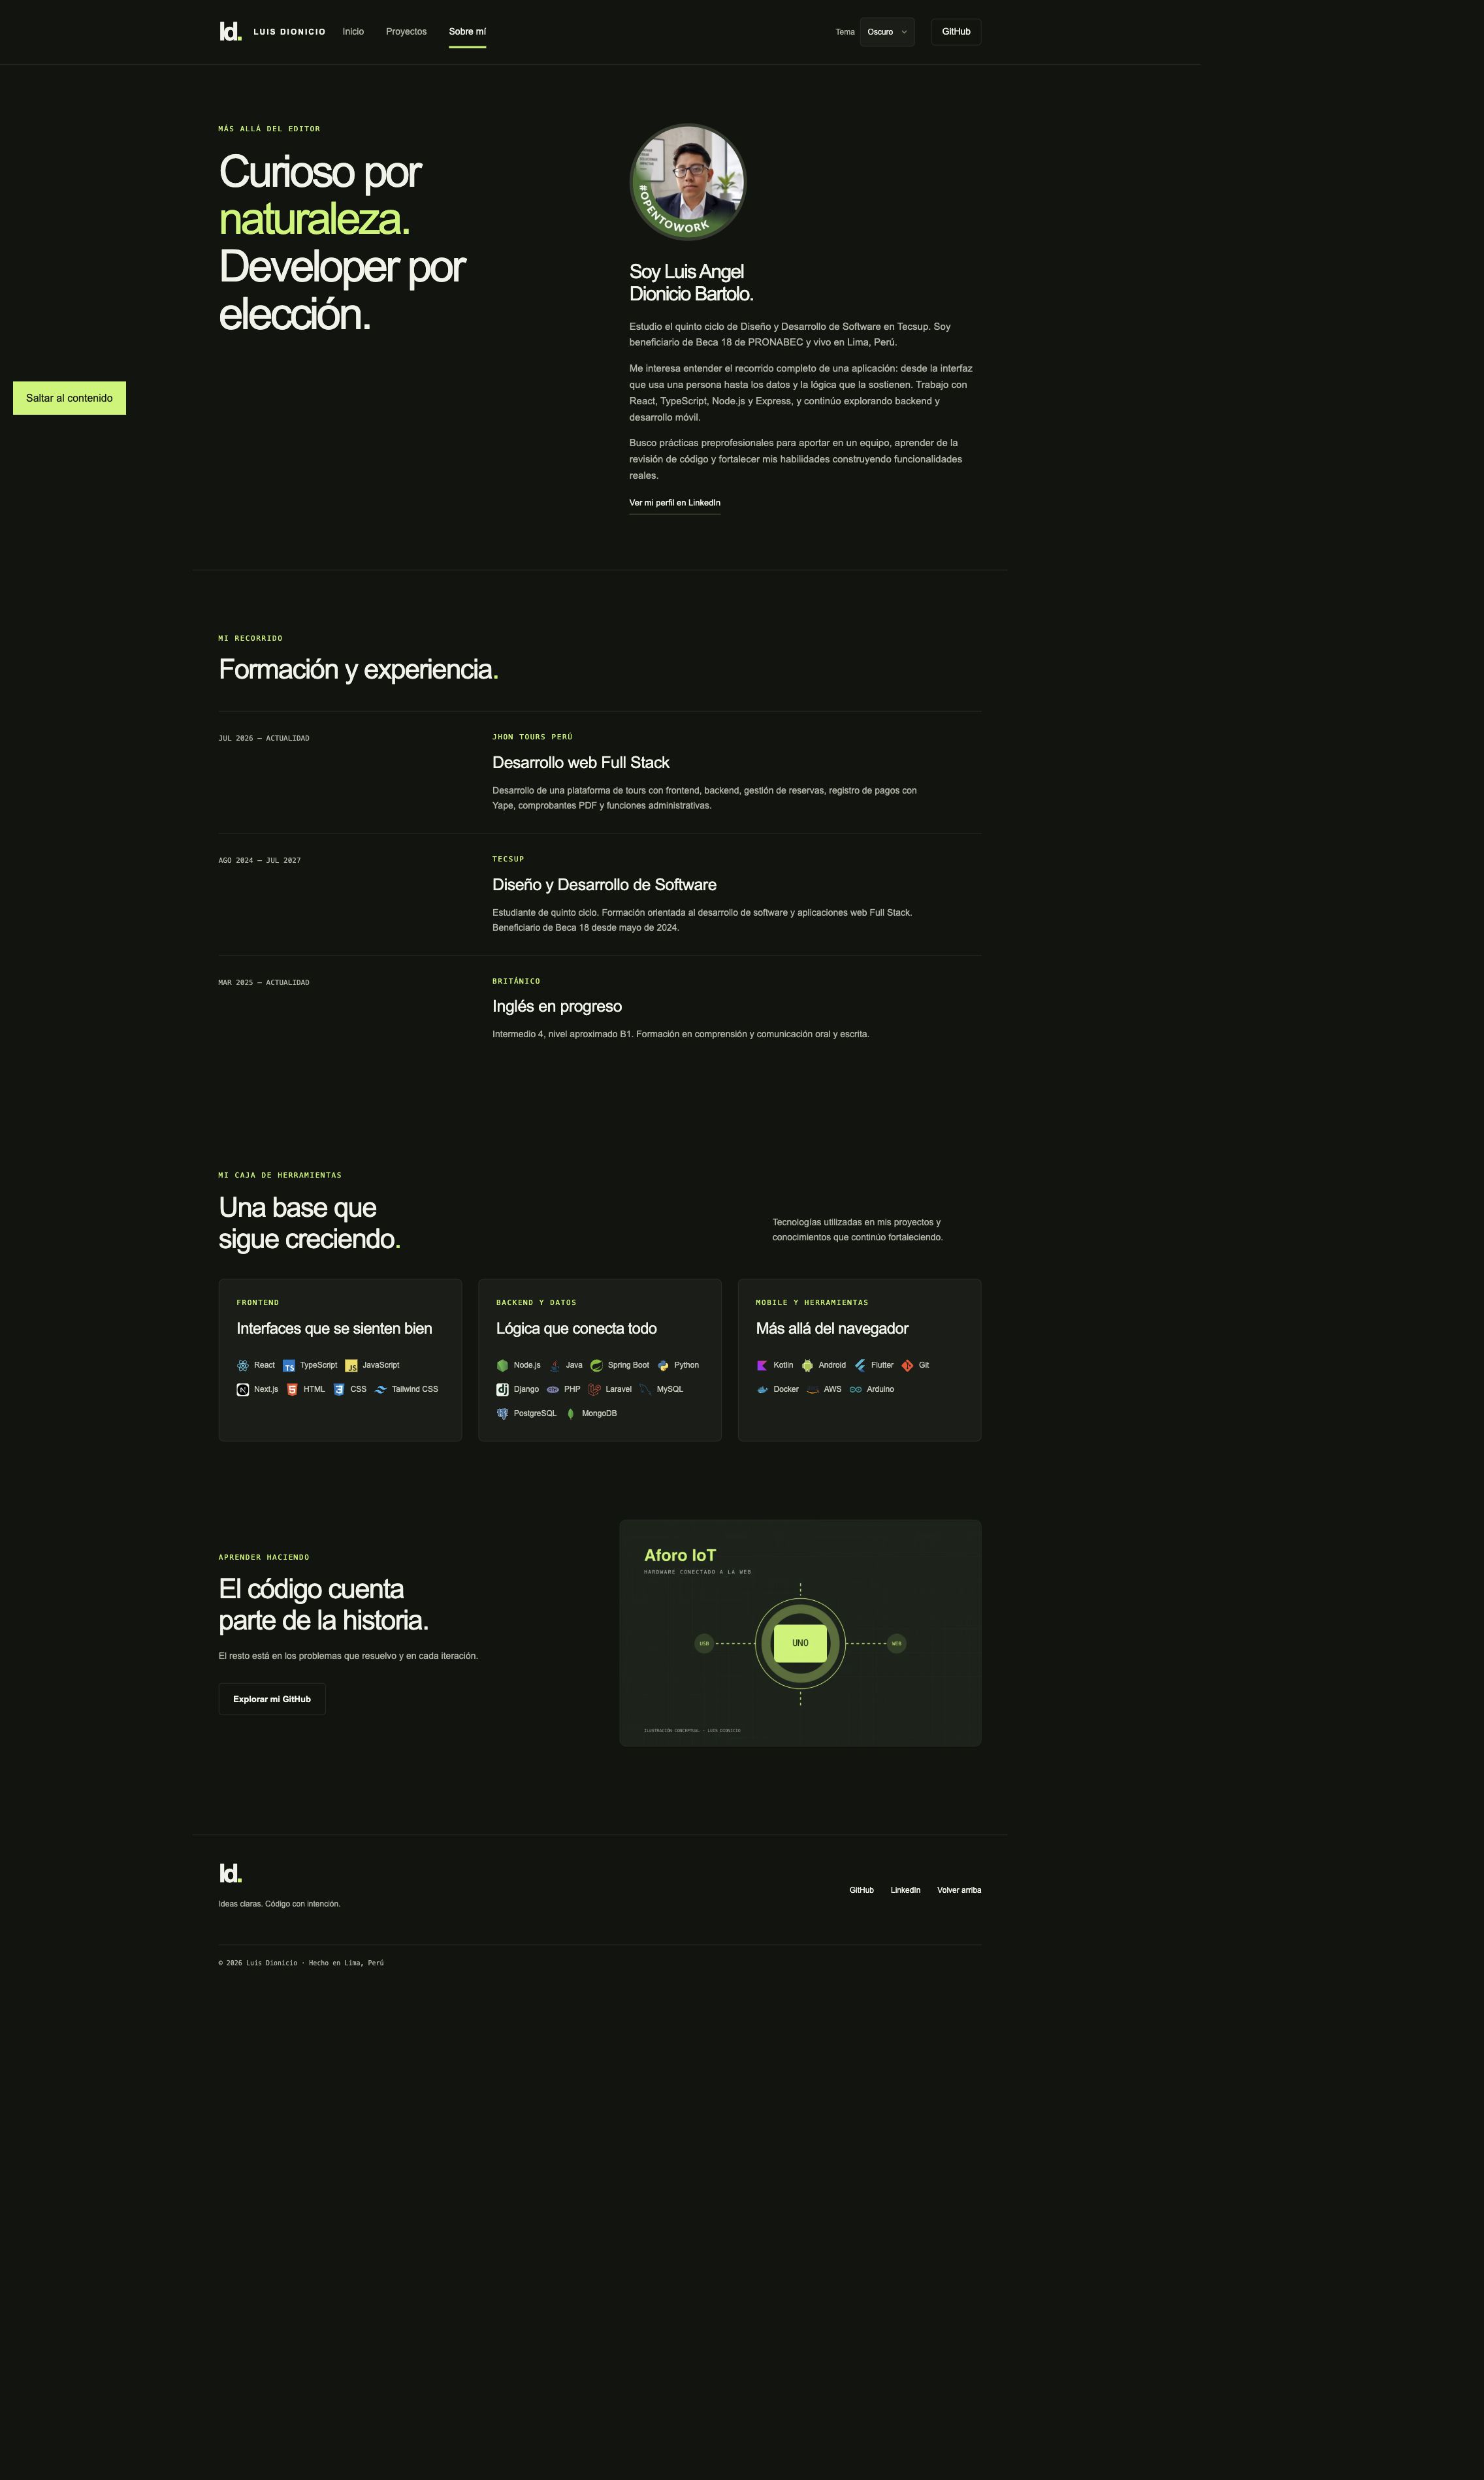 ld.
LUIS DIONICIO
Inicio
Proyectos
Sobre mí
Tema
Oscuro
GitHub
MÁS ALLÁ DEL EDITOR
Curioso por
naturaleza.
Developer por
elección.
Saltar al contenido
#OPENTOWORK
Soy Luis Angel
Dionicio Bartolo.
Estudio el quinto ciclo de Diseño y Desarrollo de Software en Tecsup. Soy
beneficiario de Beca 18 de PRONABEC y vivo en Lima, Perú.
Me interesa entender el recorrido completo de una aplicación: desde la interfaz
que usa una persona hasta los datos y la lógica que la sostienen. Trabajo con
React, TypeScript, Node.js y Express, y continúo explorando backend y
desarrollo móvil.
Busco prácticas preprofesionales para aportar en un equipo, aprender de la
revisión de código y fortalecer mis habilidades construyendo funcionalidades
reales.
Ver mi perfil en LinkedIn
MI RECORRIDO
Formación y experiencia.
JUL 2026 — ACTUALIDAD
JHON TOURS PERÚ
Desarrollo web Full Stack
Desarrollo de una plataforma de tours con frontend, backend, gestión de reservas, registro de pagos con
Yape, comprobantes PDF y funciones administrativas.
AGO 2024 — JUL 2027
TECSUP
Diseño y Desarrollo de Software
Estudiante de quinto ciclo. Formación orientada al desarrollo de software y aplicaciones web Full Stack.
Beneficiario de Beca 18 desde mayo de 2024.
MAR 2025 — ACTUALIDAD
BRITÁNICO
Inglés en progreso
Intermedio 4, nivel aproximado B1. Formación en comprensión y comunicación oral y escrita.
MI CAJA DE HERRAMIENTAS
Una base que
sigue creciendo.
Tecnologías utilizadas en mis proyectos y
conocimientos que continúo fortaleciendo.
FRONTEND
Interfaces que se sienten bien
React TS TypeScript JS JavaScript
N Next.js 5 HTML 3 CSS Tailwind CSS
BACKEND Y DATOS
Lógica que conecta todo
Node.js Java Spring Boot Python
dj Django php PHP Laravel MySQL
PostgreSQL MongoDB
MOBILE Y HERRAMIENTAS
Más allá del navegador
Kotlin Android Flutter Git
Docker AWS Arduino
APRENDER HACIENDO
El código cuenta
parte de la historia.
El resto está en los problemas que resuelvo y en cada iteración.
Explorar mi GitHub
Aforo IoT
HARDWARE CONECTADO A LA WEB
USB
UNO
WEB
ILUSTRACIÓN CONCEPTUAL · LUIS DIONICIO
ld.
Ideas claras. Código con intención.
GitHub
LinkedIn
Volver arriba
© 2026 Luis Dionicio · Hecho en Lima, Perú